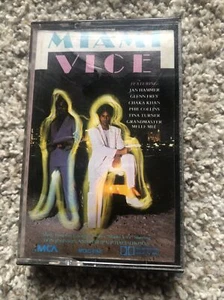 MIAMI
VICE
FEATURING
JAN HAMMER
GLENN FREY
CHAKA KHAN
PHIL COLLINS
TINA TURNER
GRANDMASTER
MELLE MEL
MCA